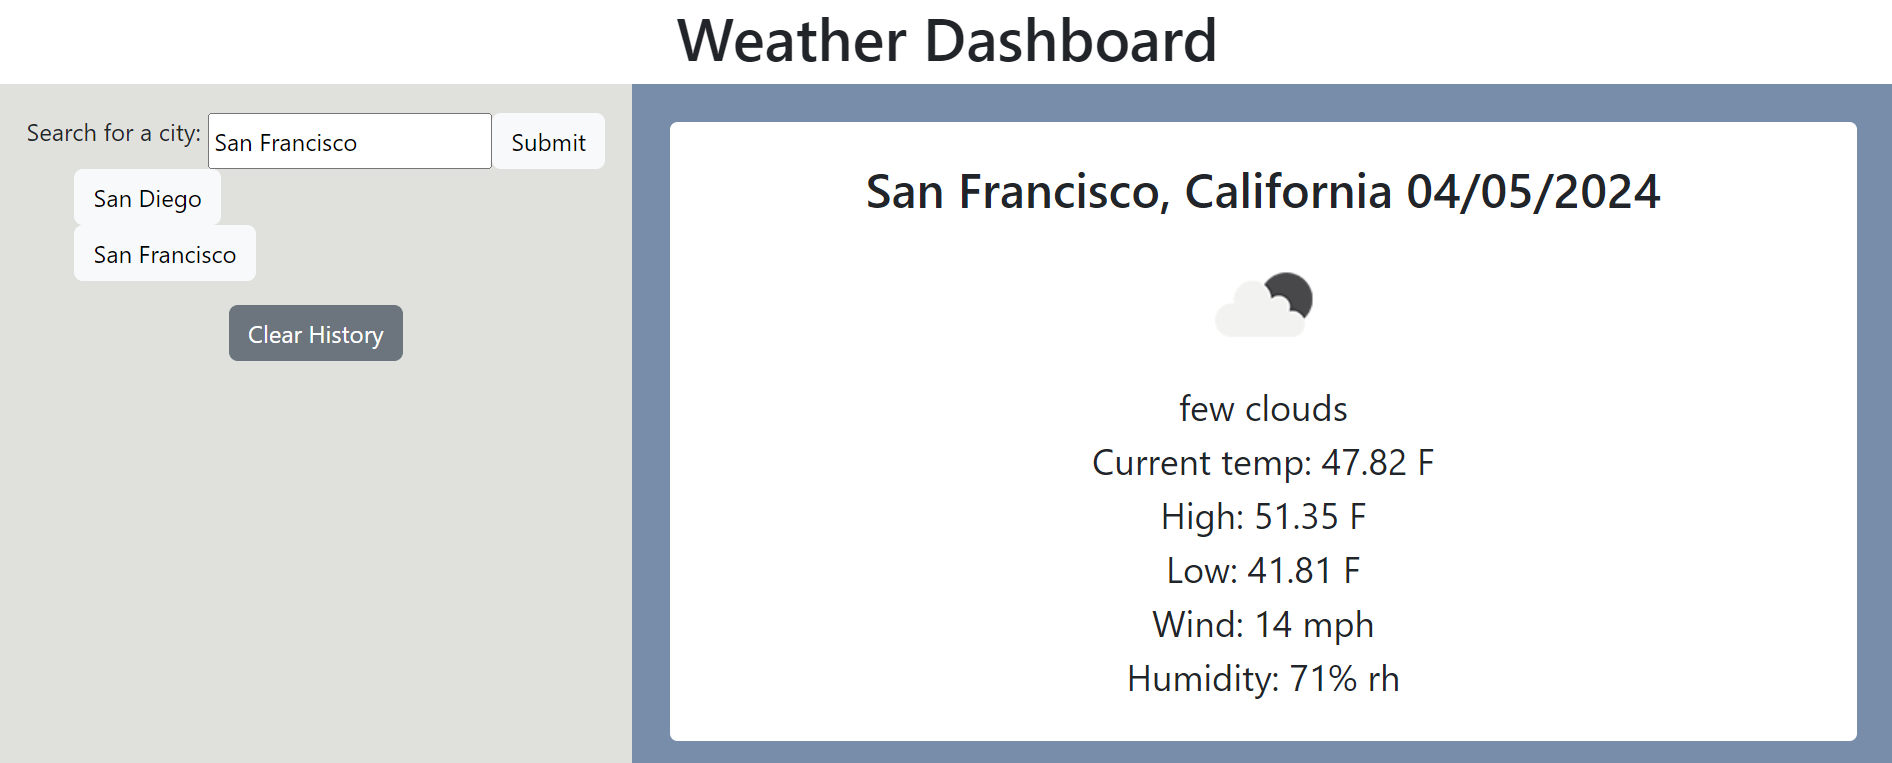 Weather Dashboard
Search for a city: San Francisco Submit
San Diego
San Francisco
Clear History
San Francisco, California 04/05/2024
few clouds
Current temp: 47.82 F
High: 51.35 F
Low: 41.81 F
Wind: 14 mph
Humidity: 71% rh